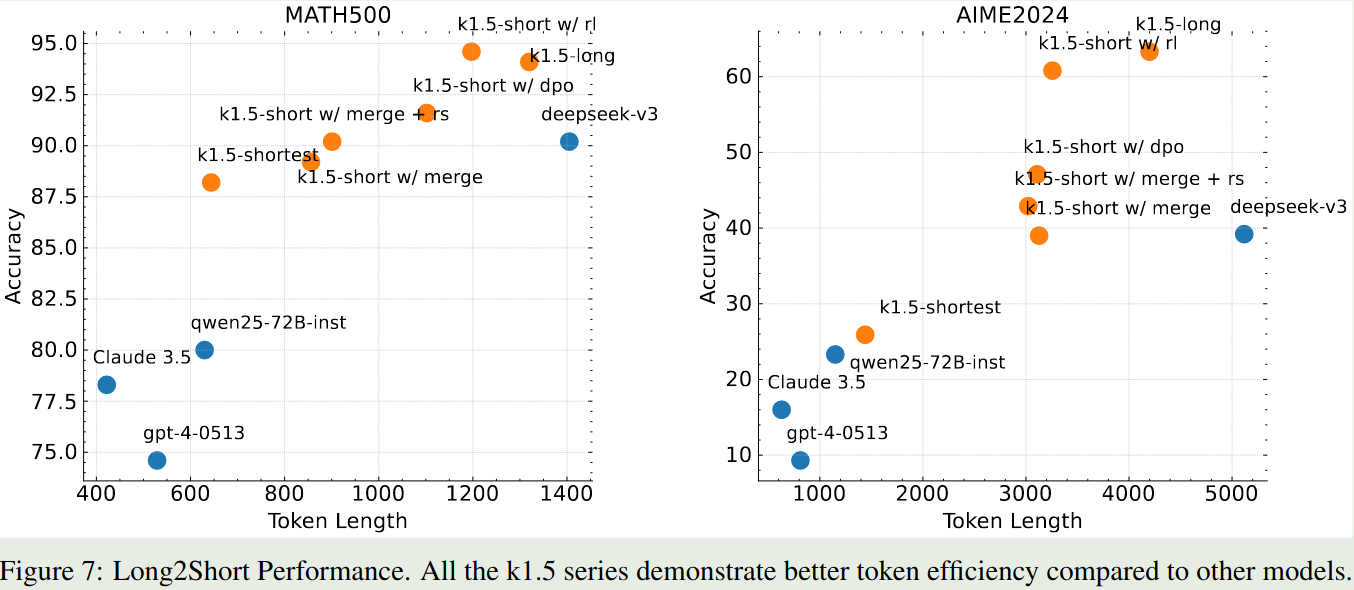 MATH500
k1.5-short w/ rl
k1.5-long
k1.5-short w/ dpo
k1.5-short w/ merge + rs
deepseek-v3
k1.5-shortest
k1.5-short w/ merge
qwen25-72B-inst
Claude 3.5
gpt-4-0513
95.0
92.5
90.0
87.5
85.0
82.5
80.0
77.5
75.0
Accuracy
400 600 800 1000 1200 1400
Token Length
AIME2024
k1.5-long
k1.5-short w/ rl
k1.5-short w/ dpo
k1.5-short w/ merge + rs
k1.5-short w/ merge
deepseek-v3
k1.5-shortest
qwen25-72B-inst
Claude 3.5
gpt-4-0513
60
50
40
30
20
10
Accuracy
1000 2000 3000 4000 5000
Token Length
Figure 7: Long2Short Performance. All the k1.5 series demonstrate better token efficiency compared to other models.